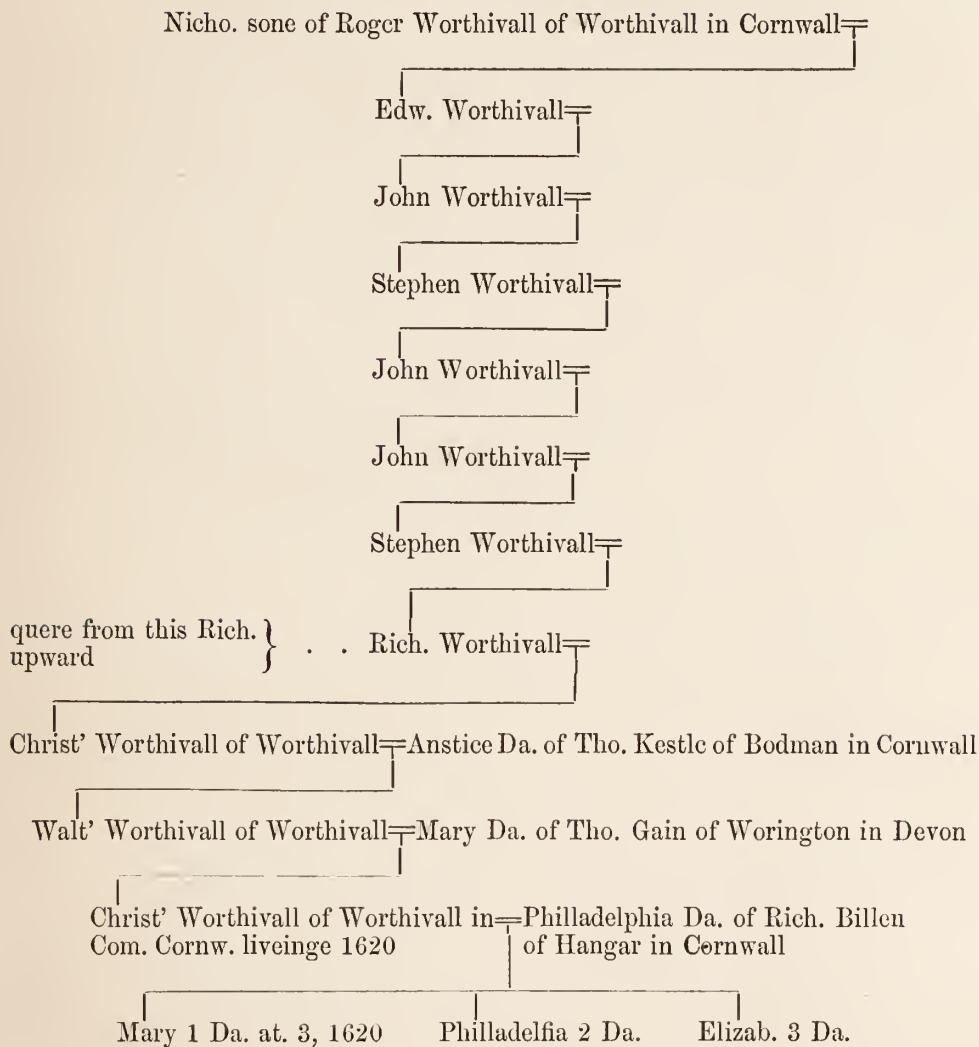 Nicho. sone of Roger Worthivall of Worthivall in Cornwall
Edw. Worthivall
John Worthivall
Stephen Worthivall
John Worthivall
John Worthivall
Stephen Worthivall
quere from this Rich. } . . Rich. Worthivall
upward
Christ' Worthivall of Worthivall=Anstice Da. of Tho. Kestle of Bodman in Cornwall
Walt' Worthivall of Worthivall=Mary Da. of Tho. Gain of Worington in Devon
Christ' Worthivall of Worthivall in=Philladelphia Da. of Rich. Billen
Com. Cornw. liveinge 1620 of Hangar in Cornwall
Mary 1 Da. at. 3, 1620 Philladelfia 2 Da. Elizab. 3 Da.